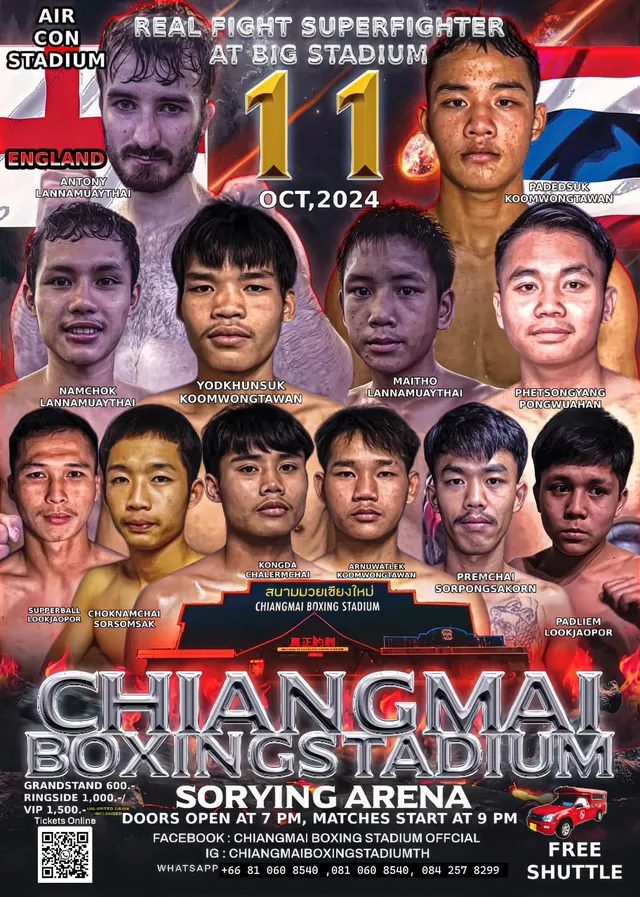 AIR
CON
STADIUM
REAL FIGHT SUPERFIGHTER
AT BIG STADIUM
11
OCT,2024
ENGLAND
ANTONY
LANNAMUAYTHAI
PADEDSUK
KOOMWONGTAWAN
NAMCHOK
LANNAMUAYTHAI
YODKHUNSUK
KOOMWONGTAWAN
MAITHO
LANNAMUAYTHAI
PHETSONGYANG
PONGWUAHAN
SUPPERBALL
LOOKJAOPOR
CHOKNAMCHAI
SORSOMSAK
KONGDA
CHALERMCHAI
ARNUWATLEK
KOOMWONGTAWAN
PREMCHAI
SORPONGSAKORN
PADLIEM
LOOKJAOPOR
สนามมวยเชียงใหม่
CHIANGMAI BOXING STADIUM
CHIANGMAI
BOXINGSTADIUM
GRANDSTAND 600.-
RINGSIDE 1,000.-/
VIP 1,500.- UNLIMITED DRINK
INCLUDED
Tickets Online
SORYING ARENA
DOORS OPEN AT 7 PM, MATCHES START AT 9 PM
FACEBOOK : CHIANGMAI BOXING STADIUM OFFCIAL
IG : CHIANGMAIBOXINGSTADIUMTH
WHATSAPP +66 81 060 8540 ,081 060 8540, 084 257 8299
FREE
SHUTTLE